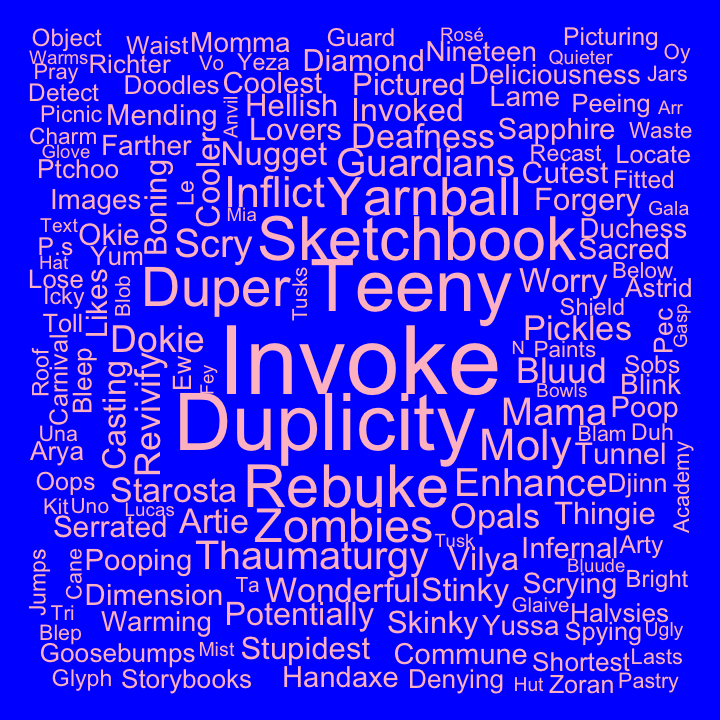 Object
Waist
Momma
Guard
Rosé
Nineteen
Picturing
Oy
Warms
Pray
Richter
Vo
Yeza
Diamond
Quieter
Detect
Doodles
Coolest
Pictured
Deliciousness
Jars
Picnic
Mending
Anvil
Hellish
Invoked
Lame
Peeing
Arr
Charm
Glove
Farther
Cooler
Lovers
Deafness
Sapphire
Waste
Ptchoo
Boning
Nugget
Guardians
Recast
Locate
Cutest
Fitted
Images
Le
Inflict
Yarnball
Forgery
Gala
Text
Okie
Mia
Duchess
P.s
Scry
Sketchbook
Sacred
Hat
Yum
Lose
Likes
Blob
Duper
Tusks
Teeny
Worry
Below
Astrid
Icky
Toll
Shield
Pec
Gasp
Dokie
Pickles
Roof
Carnival
Bleep
Casting
Revivify
Ew
Fey
Invoke
N
Paints
Bluud
Sobs
Blink
Bowls
Duplicity
Mama
Poop
Una
Arya
Moly
Blam
Duh
Tunnel
Academy
Oops
Starosta
Rebuke
Enhance
Djinn
Kit
Uno
Lucas
Serrated
Artie
Zombies
Opals
Thingie
Tusk
Jumps
Cane
Pooping
Thaumaturgy
Vilya
Infernal
Arty
Bluude
Dimension
Ta
Wonderful
Stinky
Scrying
Bright
Tri
Glaive
Halvsies
Blep
Warming
Potentially
Skinky
Yussa
Spying
Ugly
Goosebumps
Mist
Stupidest
Commune
Shortest
Lasts
Glyph
Storybooks
Handaxe
Denying
Hut
Zoran
Pastry